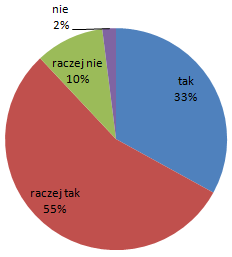 nie
2%
raczej nie
10%
tak
33%
raczej tak
55%